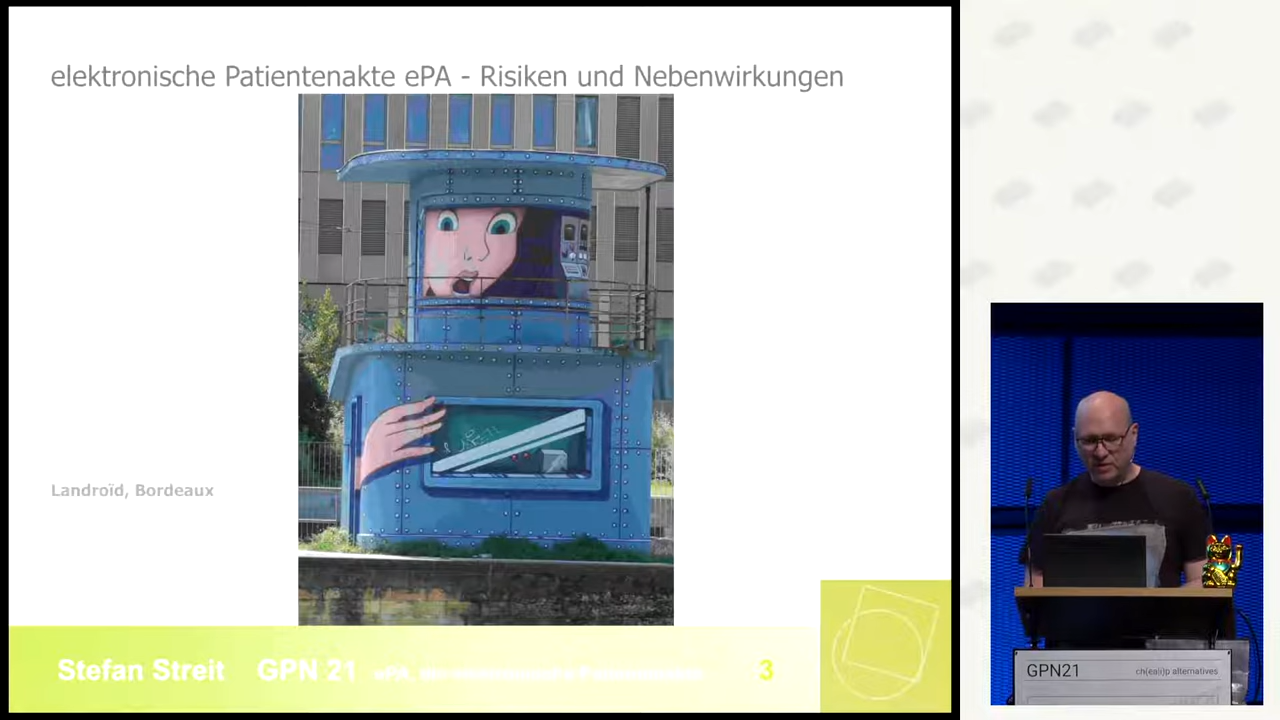 elektronische Patientenakte ePA - Risiken und Nebenwirkungen
Landroïd, Bordeaux
Stefan Streit GPN 21
3
GPN21
ch(ea|i)p alternatives